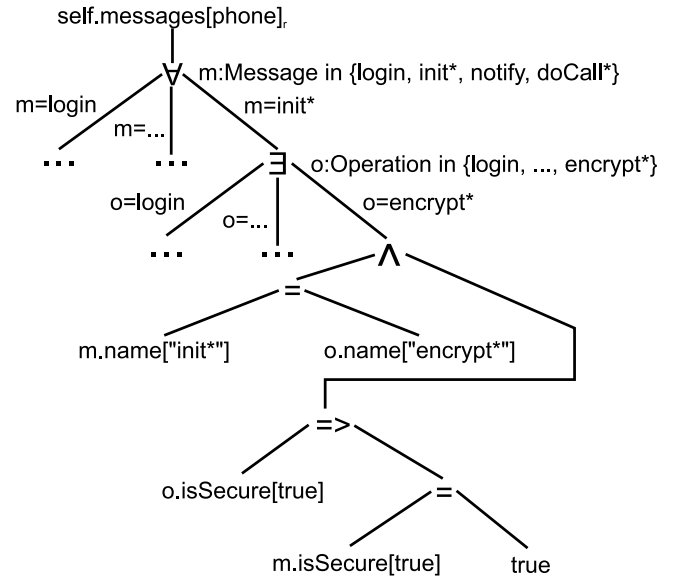 self.messages[phone]r
∀ m:Message in {login, init*, notify, doCall*}
m=login
m=...
m=init*
... ...
∃ o:Operation in {login, ..., encrypt*}
o=login
o=...
o=encrypt*
... ...
∧
=
m.name["init*"] o.name["encrypt*"]
=>
o.isSecure[true]
=
m.isSecure[true] true